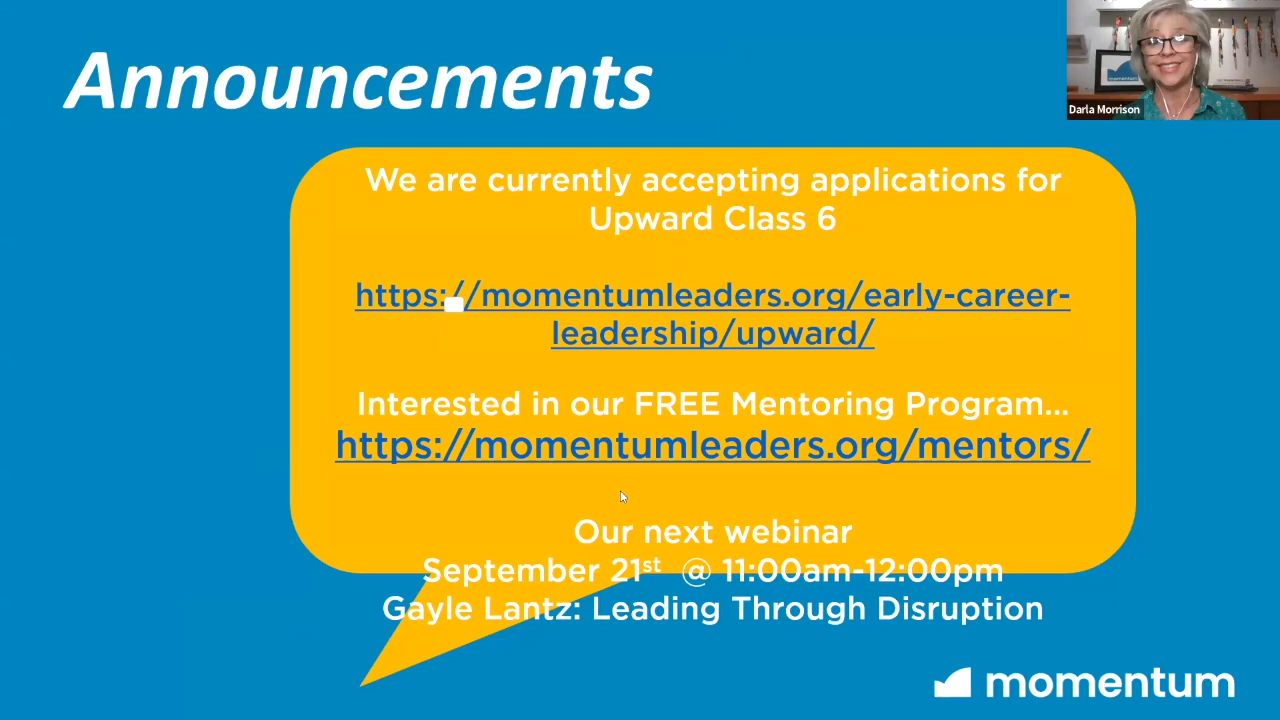 Announcements
Darla Morrison
We are currently accepting applications for
Upward Class 6
https://momentumleaders.org/early-career-
leadership/upward/
Interested in our FREE Mentoring Program...
https://momentumleaders.org/mentors/
Our next webinar
September 21st @ 11:00am-12:00pm
Gayle Lantz: Leading Through Disruption
momentum